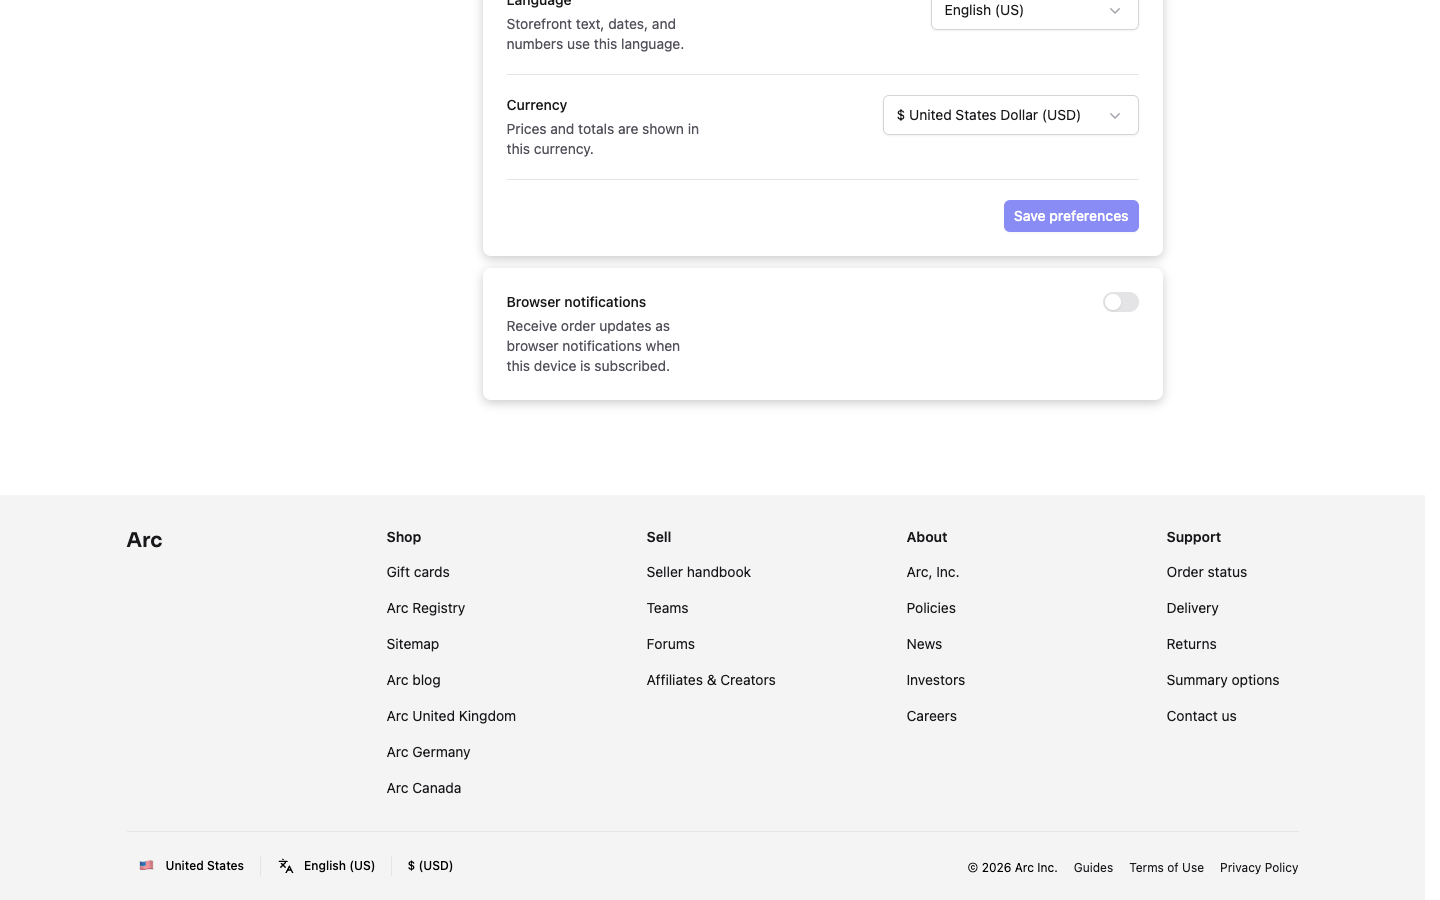 Language
English (US)
Storefront text, dates, and
numbers use this language.
Currency
$ United States Dollar (USD)
Prices and totals are shown in
this currency.
Save preferences
Browser notifications
Receive order updates as
browser notifications when
this device is subscribed.
Arc
Shop
Gift cards
Arc Registry
Sitemap
Arc blog
Arc United Kingdom
Arc Germany
Arc Canada
Sell
Seller handbook
Teams
Forums
Affiliates & Creators
About
Arc, Inc.
Policies
News
Investors
Careers
Support
Order status
Delivery
Returns
Summary options
Contact us
United States
English (US)
$ (USD)
© 2026 Arc Inc.
Guides
Terms of Use
Privacy Policy